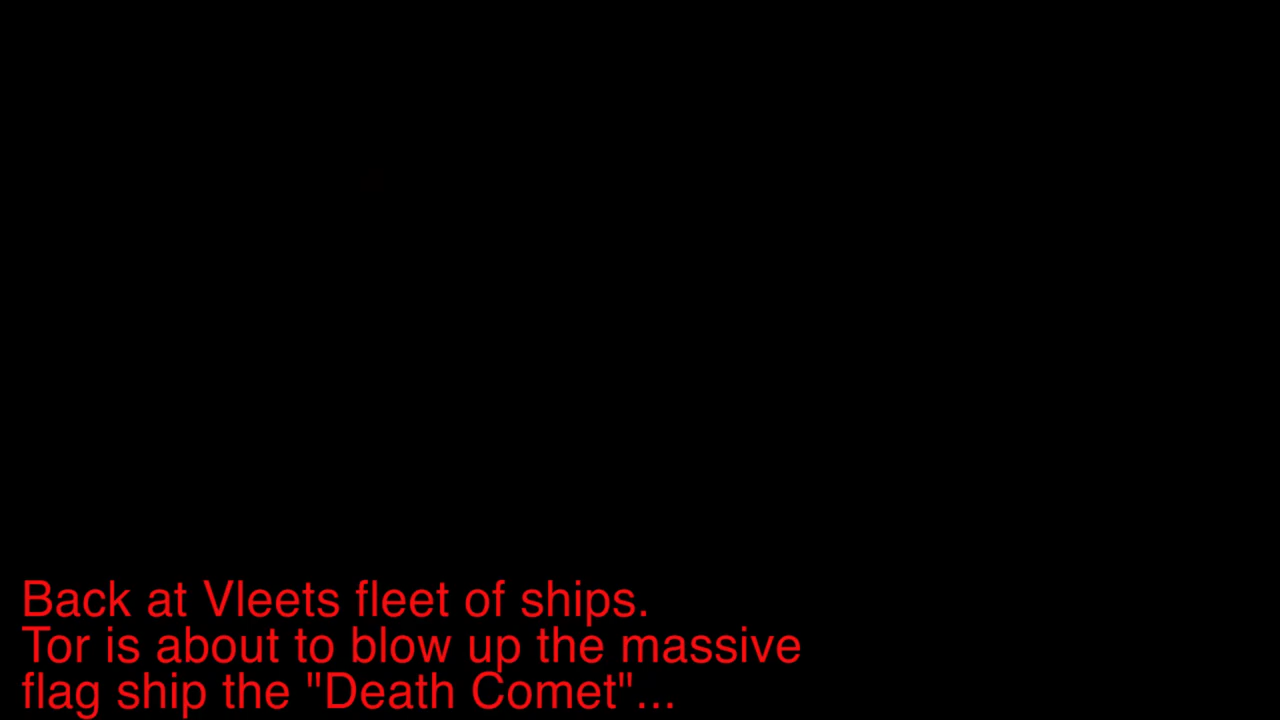 Back at Vleets fleet of ships.
Tor is about to blow up the massive
flag ship the "Death Comet"...